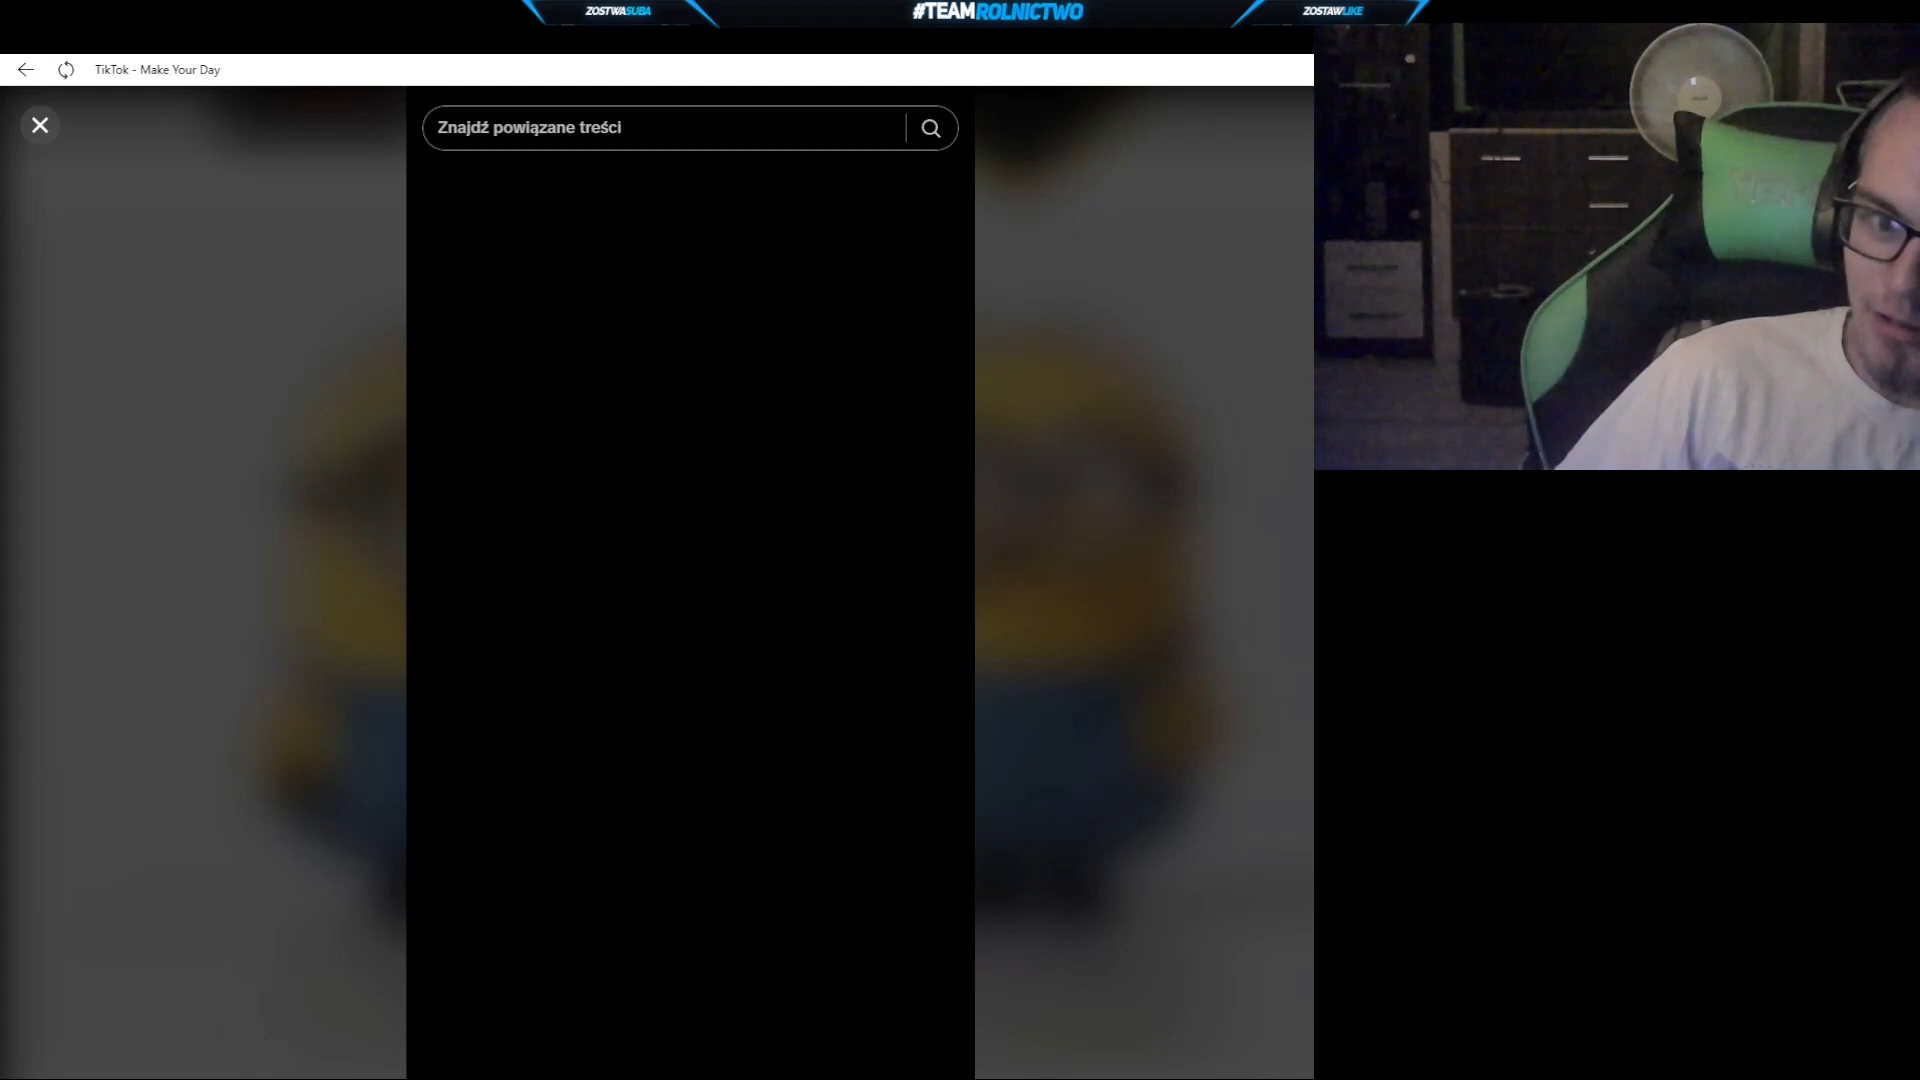 ZOSTWASUBA
#TEAMROLNICTWO
ZOSTAWLIKE
TikTok - Make Your Day
Znajdź powiązane treści